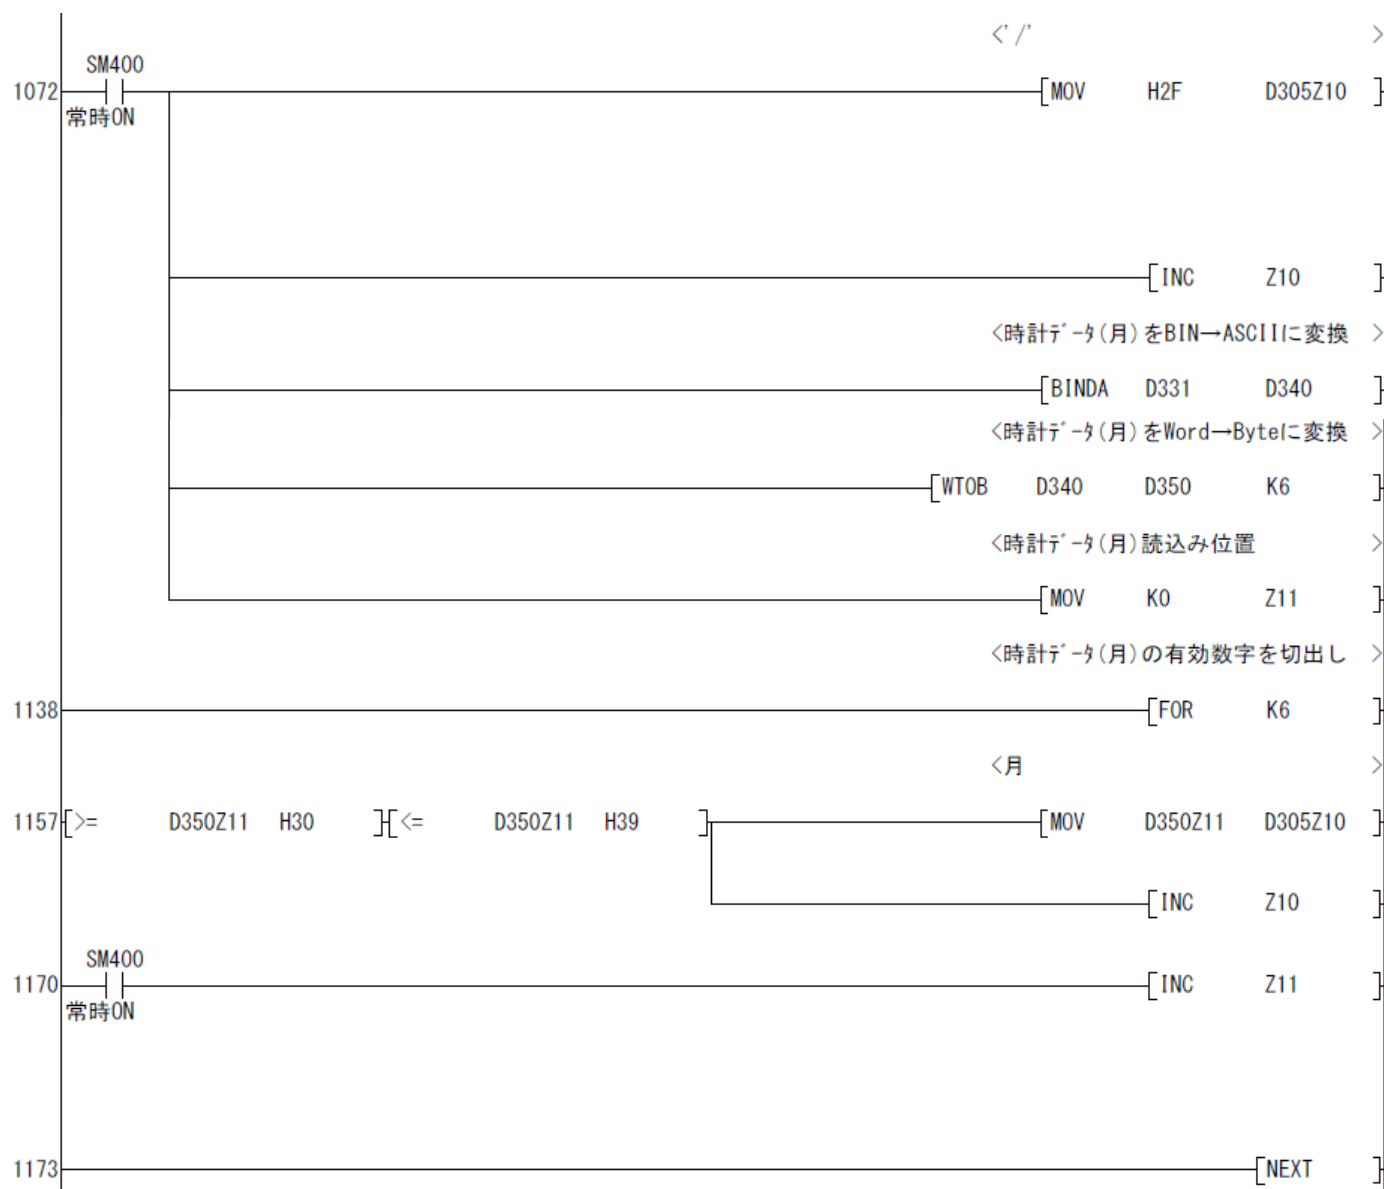 <'/' >
SM400
1072 [MOV H2F D305Z10 ]
常時ON
[INC Z10 ]
<時計ﾃﾞｰﾀ(月)をBIN→ASCIIに変換 >
[BINDA D331 D340 ]
<時計ﾃﾞｰﾀ(月)をWord→Byteに変換 >
[WTOB D340 D350 K6 ]
<時計ﾃﾞｰﾀ(月)読込み位置 >
[MOV K0 Z11 ]
<時計ﾃﾞｰﾀ(月)の有効数字を切出し >
1138 [FOR K6 ]
<月 >
1157 [>= D350Z11 H30 ][<= D350Z11 H39 ] [MOV D350Z11 D305Z10 ]
[INC Z10 ]
SM400
1170 [INC Z11 ]
常時ON
1173 [NEXT ]